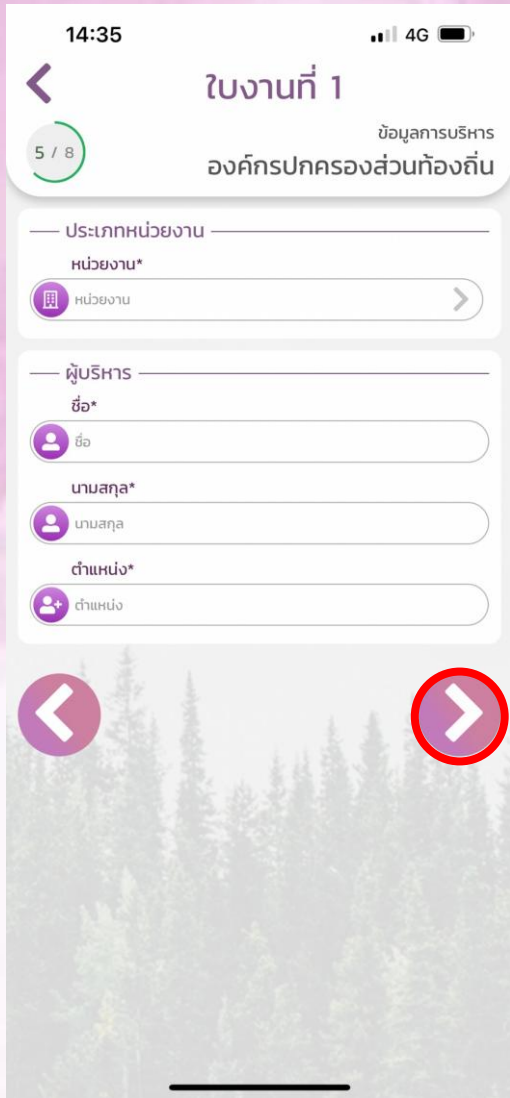 14:35
4G
ใบงานที่ 1
5 / 8
ข้อมูลการบริหาร
องค์กรปกครองส่วนท้องถิ่น
ประเภทหน่วยงาน
หน่วยงาน*
หน่วยงาน
ผู้บริหาร
ชื่อ*
ชื่อ
นามสกุล*
นามสกุล
ตำแหน่ง*
ตำแหน่ง